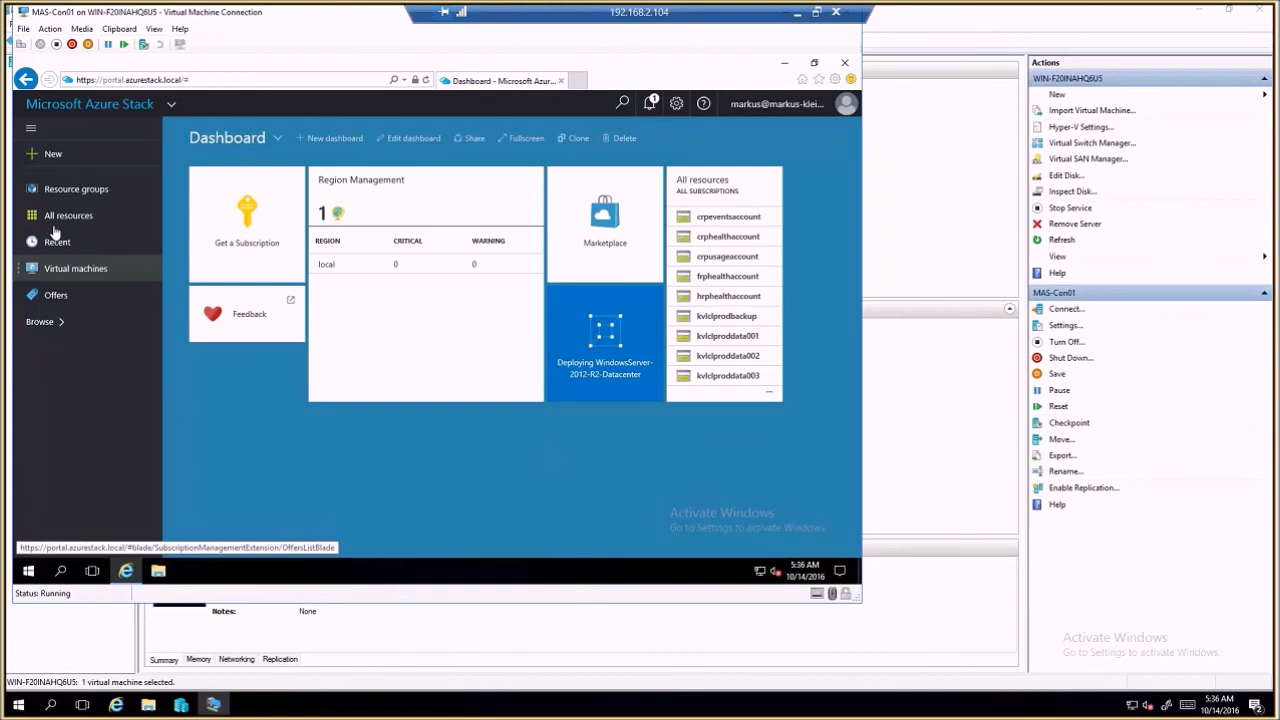 MAS-Con01 on WIN-F20INAHQ6U5 - Virtual Machine Connection
192.168.2.104
File Action Media Clipboard View Help
https://portal.azurestack.local/#
Dashboard - Microsoft Azur...
Microsoft Azure Stack
1
markus@markus-klei...
New
Resource groups
All resources
Recent
Virtual machines
Offers
Dashboard
New dashboard
Edit dashboard
Share
Fullscreen
Clone
Delete
Get a Subscription
Feedback
Region Management
1
REGION CRITICAL WARNING
local 0 0
Marketplace
Deploying WindowsServer-
2012-R2-Datacenter
All resources
ALL SUBSCRIPTIONS
crpeventsaccount
crphealthaccount
crpusageaccount
frphealthaccount
hrphealthaccount
kvlclprodbackup
kvlclproddata001
kvlclproddata002
kvlclproddata003
Activate Windows
Go to Settings to activate Windows.
https://portal.azurestack.local/#blade/SubscriptionManagementExtension/OffersListBlade
5:36 AM
10/14/2016
Status: Running
Notes: None
Summary Memory Networking Replication
WIN-F20INAHQ6U5: 1 virtual machine selected.
Actions
WIN-F20INAHQ6U5
New
Import Virtual Machine...
Hyper-V Settings...
Virtual Switch Manager...
Virtual SAN Manager...
Edit Disk...
Inspect Disk...
Stop Service
Remove Server
Refresh
View
Help
MAS-Con01
Connect...
Settings...
Turn Off...
Shut Down...
Save
Pause
Reset
Checkpoint
Move...
Export...
Rename...
Enable Replication...
Help
Activate Windows
Go to Settings to activate Windows.
5:36 AM
10/14/2016
2